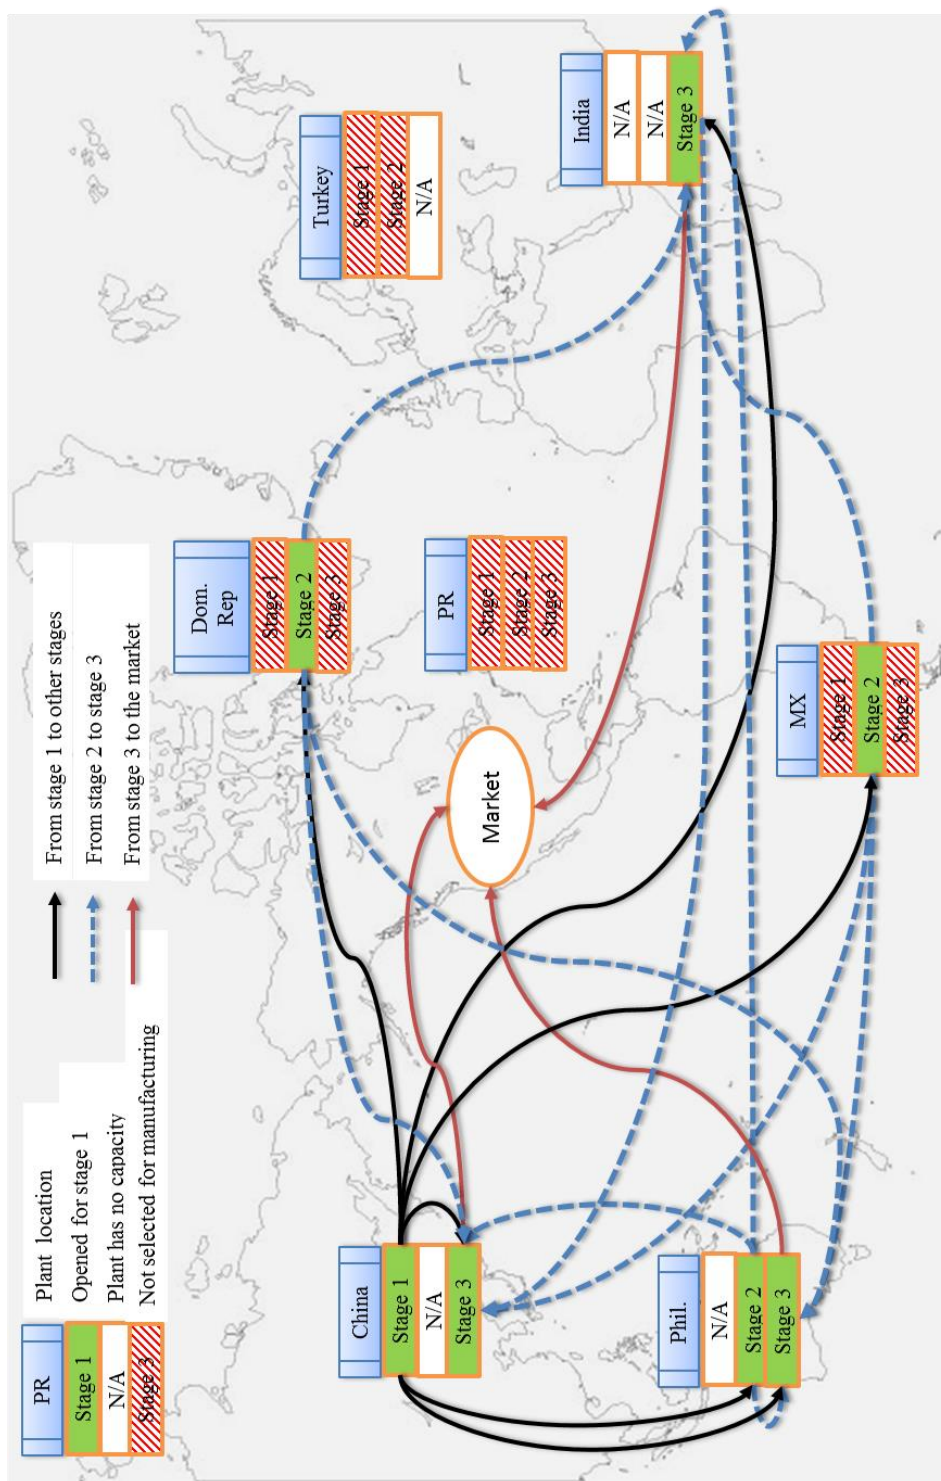 PR
Stage 1
N/A
Stage 3
Plant location
Opened for stage 1
Plant has no capacity
Not selected for manufacturing
From stage 1 to other stages
From stage 2 to stage 3
From stage 3 to the market
China
Stage 1
N/A
Stage 3
Phil.
N/A
Stage 2
Stage 3
Market
Dom.
Rep
Stage 1
Stage 2
Stage 3
PR
Stage 1
Stage 2
Stage 3
MX
Stage 1
Stage 2
Stage 3
Turkey
Stage 1
Stage 2
N/A
India
N/A
N/A
Stage 3